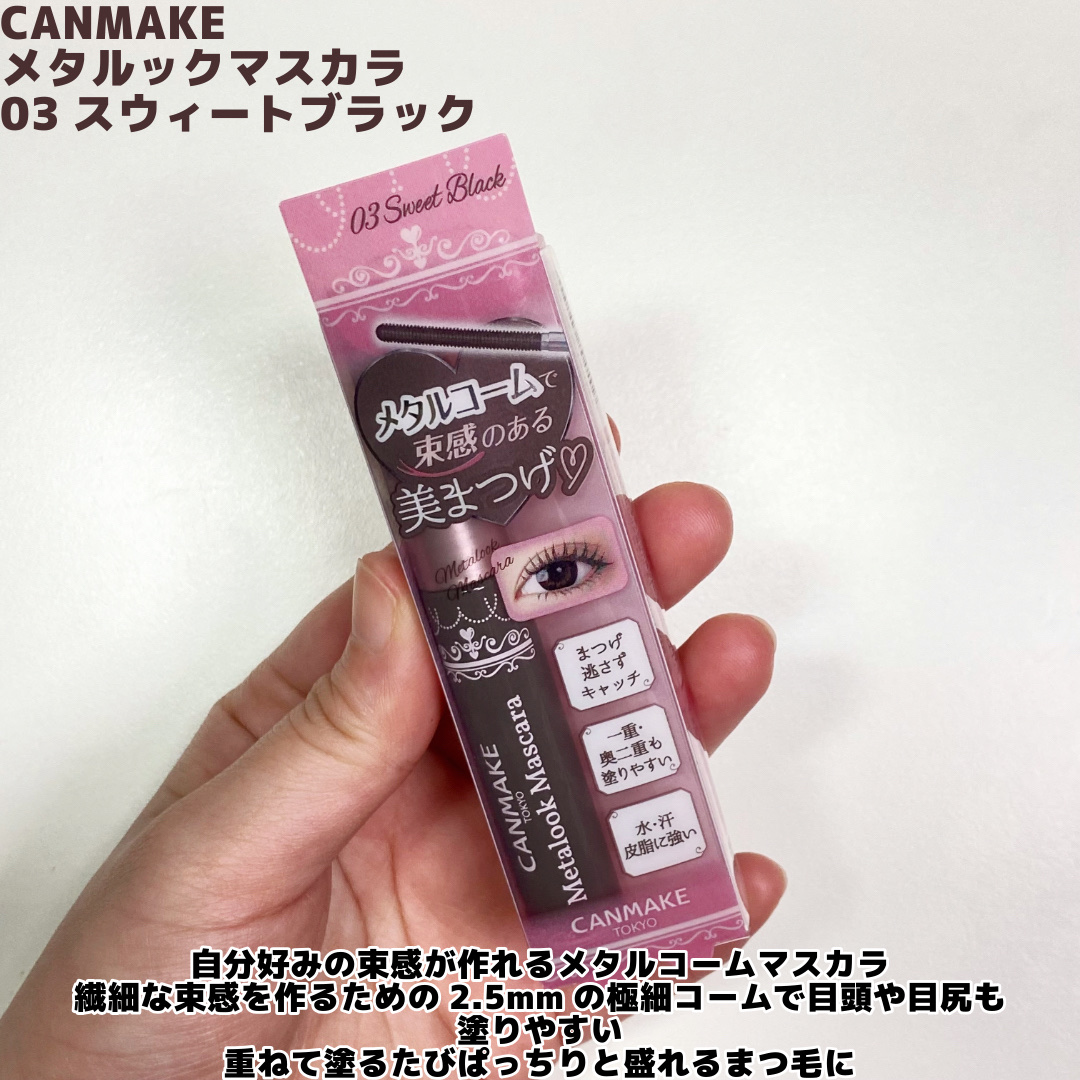 CANMAKE
メタルックマスカラ
03 スウィートブラック
03 Sweet Black
メタルコームで
束感のある
美まつげ♡
Metalook
Mascara
まつげ
逃さず
キャッチ
一重・
奥二重も
塗りやすい
水・汗
皮脂に強い
CANMAKE
TOKYO
Metalook Mascara
CANMAKE
TOKYO
自分好みの束感が作れるメタルコームマスカラ
繊細な束感を作るための 2.5mm の極細コームで目頭や目尻も
塗りやすい
重ねて塗るたびぱっちりと盛れるまつ毛に